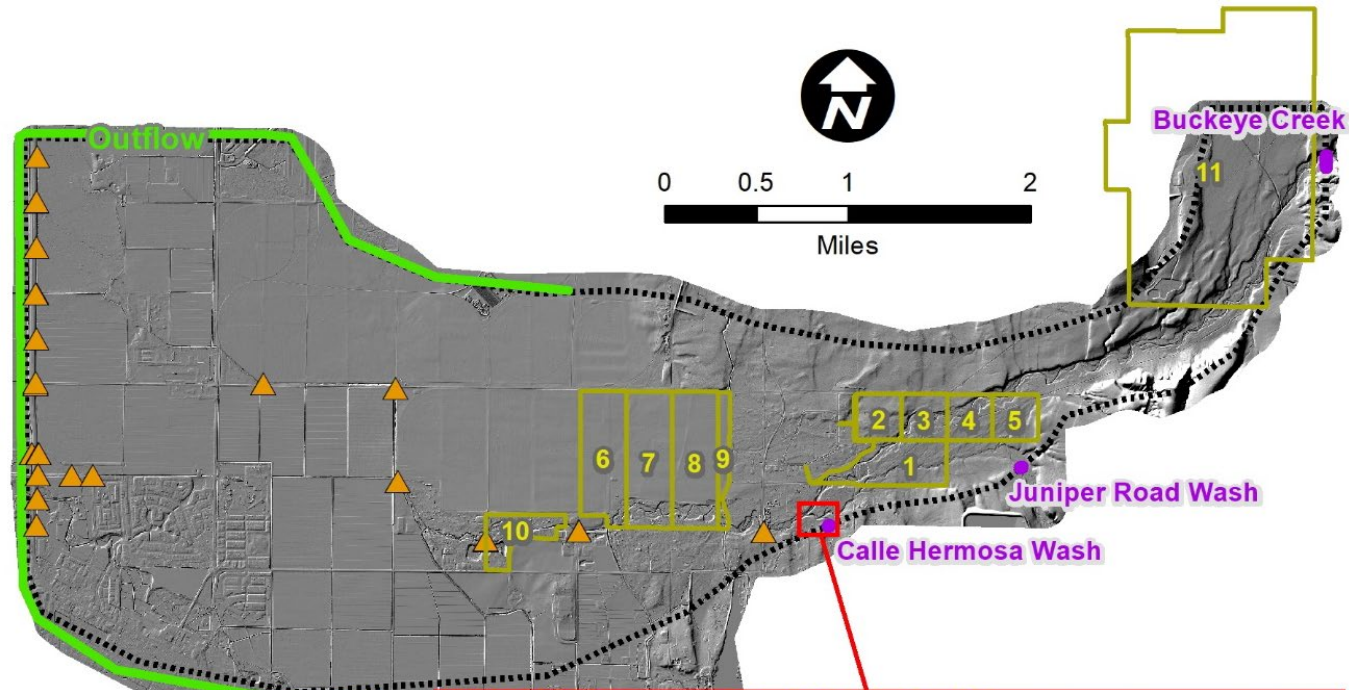 Outflow
N
0 0.5 1 2
Miles
Buckeye Creek
11
2 3 4 5
6 7 8 9
1
Juniper Road Wash
10
Calle Hermosa Wash